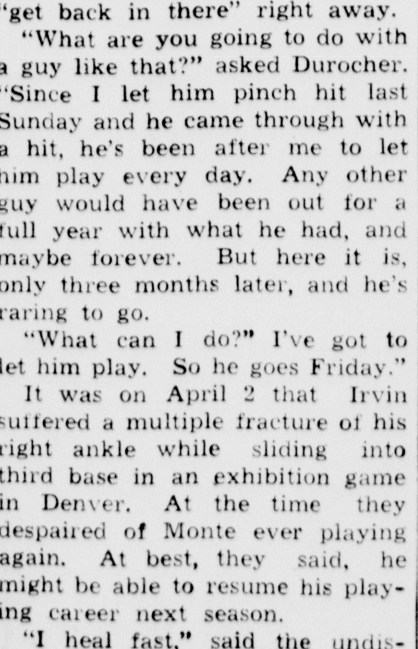 "get back in there" right away.
"What are you going to do with
a guy like that?" asked Durocher.
"Since I let him pinch hit last
Sunday and he came through with
a hit, he's been after me to let
him play every day. Any other
guy would have been out for a
full year with what he had, and
maybe forever. But here it is,
only three months later, and he's
raring to go.
"What can I do?" I've got to
let him play. So he goes Friday."
It was on April 2 that Irvin
suffered a multiple fracture of his
right ankle while sliding into
third base in an exhibition game
in Denver. At the time they
despaired of Monte ever playing
again. At best, they said, he
might be able to resume his play-
ing career next season.
"I heal fast," said the undis-